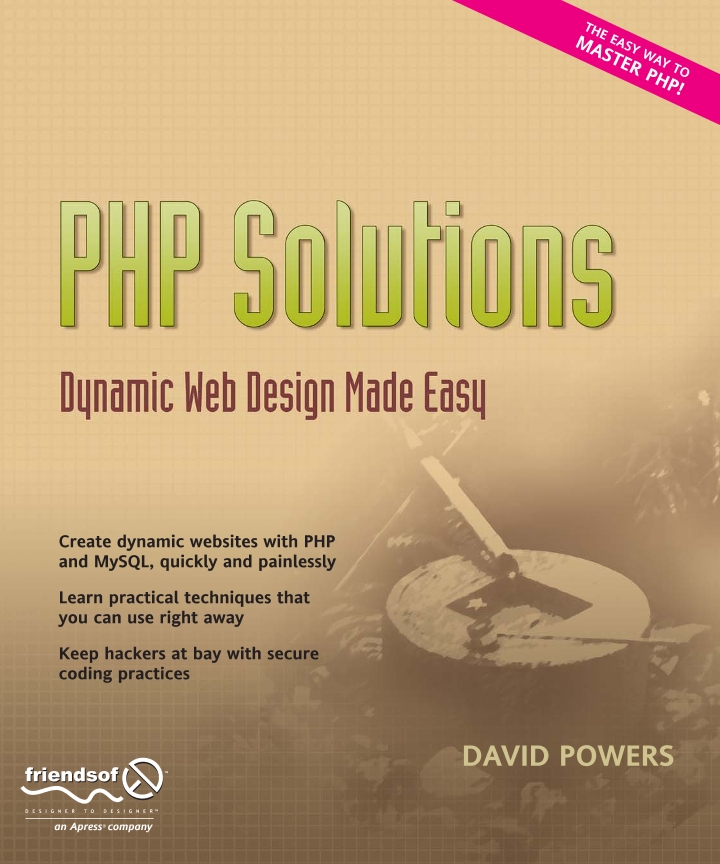 THE EASY WAY TO
MASTER PHP!
PHP Solutions
Dynamic Web Design Made Easy
Create dynamic websites with PHP
and MySQL, quickly and painlessly
Learn practical techniques that
you can use right away
Keep hackers at bay with secure
coding practices
DAVID POWERS
friendsof
DESIGNER TO DESIGNER™
an Apress® company